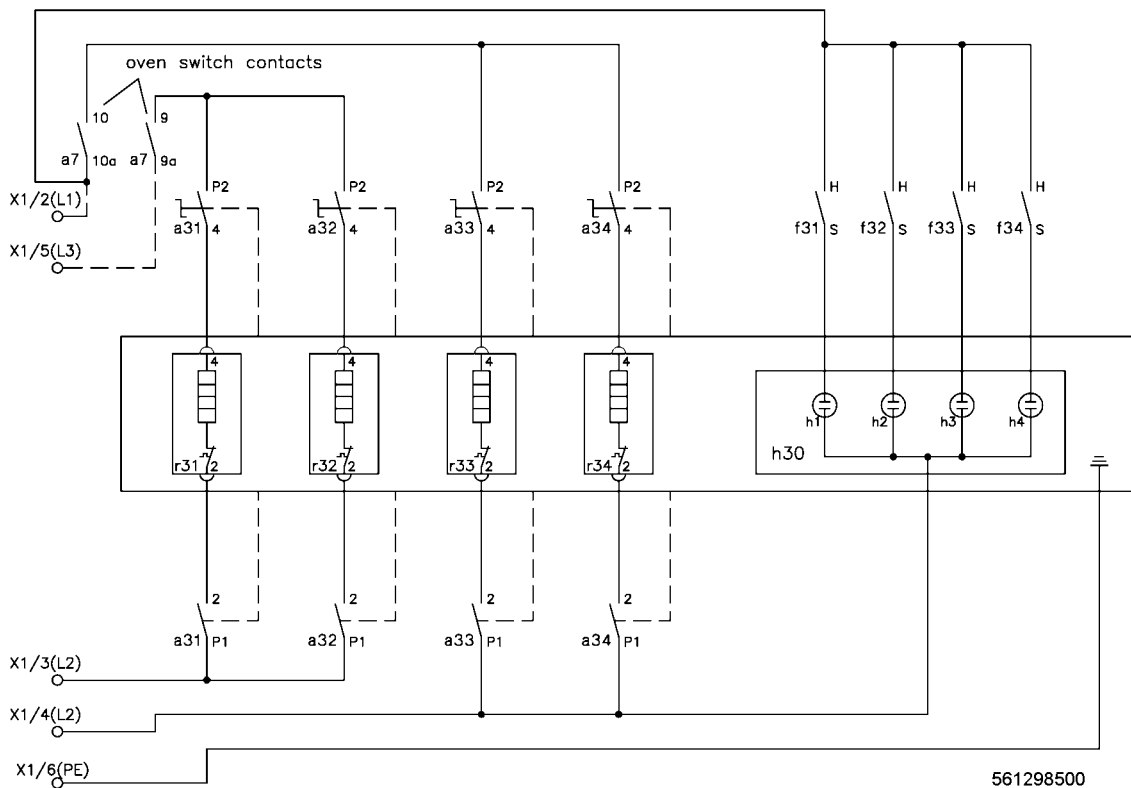 oven switch contacts
10 9
a7 10a a7 9a
X1/2(L1)
X1/5(L3)
P2 P2 P2 P2
a31 4 a32 4 a33 4 a34 4
H H H H
f31 S f32 S f33 S f34 S
4 4 4 4
r31 2 r32 2 r33 2 r34 2
h1 h2 h3 h4
h30
2 2 2 2
a31 P1 a32 P1 a33 P1 a34 P1
X1/3(L2)
X1/4(L2)
X1/6(PE)
561298500